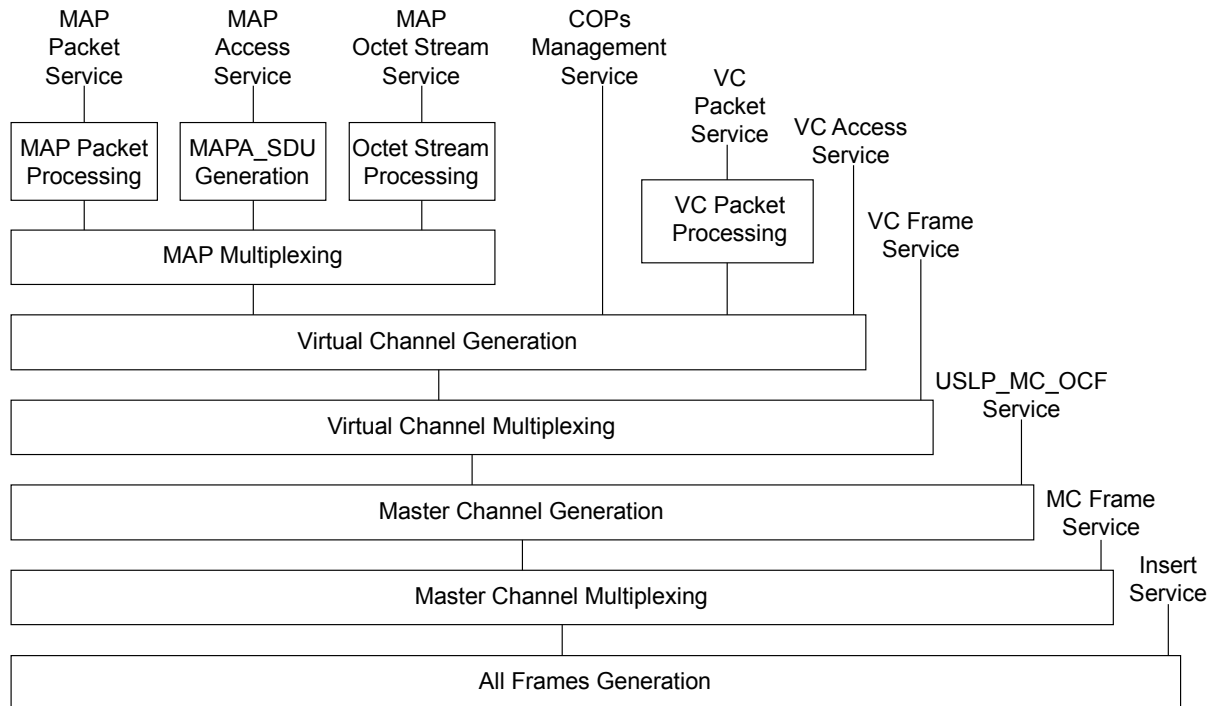 MAP
Packet
Service
MAP
Access
Service
MAP
Octet Stream
Service
COPs
Management
Service
VC
Packet
Service
VC Access
Service
VC Frame
Service
MAP Packet
Processing
MAPA_SDU
Generation
Octet Stream
Processing
VC Packet
Processing
MAP Multiplexing
Virtual Channel Generation
USLP_MC_OCF
Service
Virtual Channel Multiplexing
MC Frame
Service
Master Channel Generation
Insert
Service
Master Channel Multiplexing
All Frames Generation